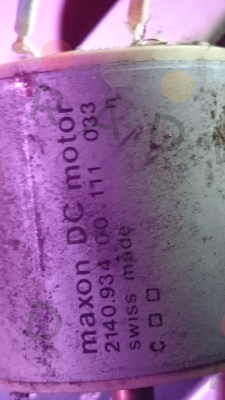 maxon DC motor
2140.934 00.111 033
swiss made